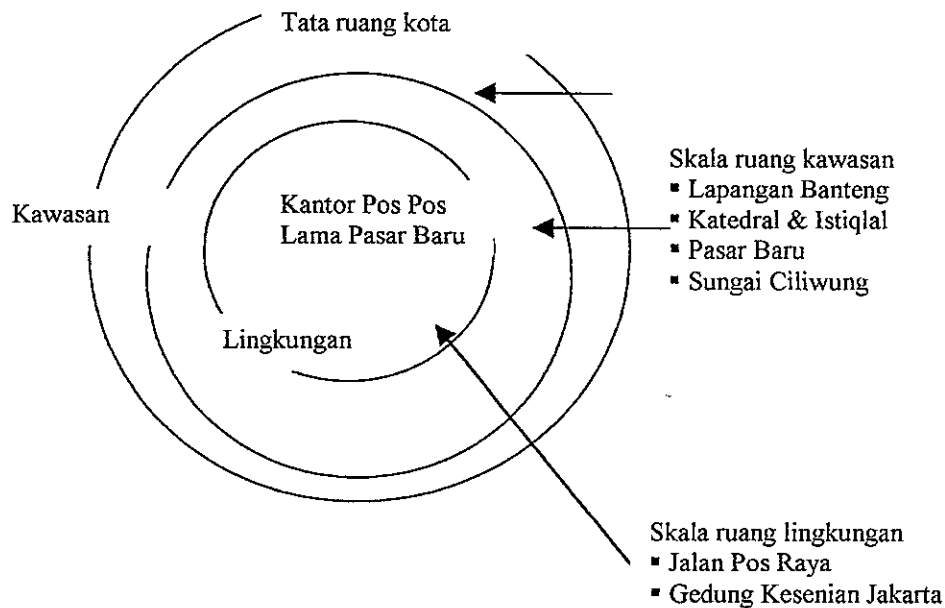 Tata ruang kota
Skala ruang kawasan
▪ Lapangan Banteng
▪ Katedral & Istiqlal
▪ Pasar Baru
▪ Sungai Ciliwung
Kawasan
Kantor Pos Pos
Lama Pasar Baru
Lingkungan
Skala ruang lingkungan
▪ Jalan Pos Raya
▪ Gedung Kesenian Jakarta